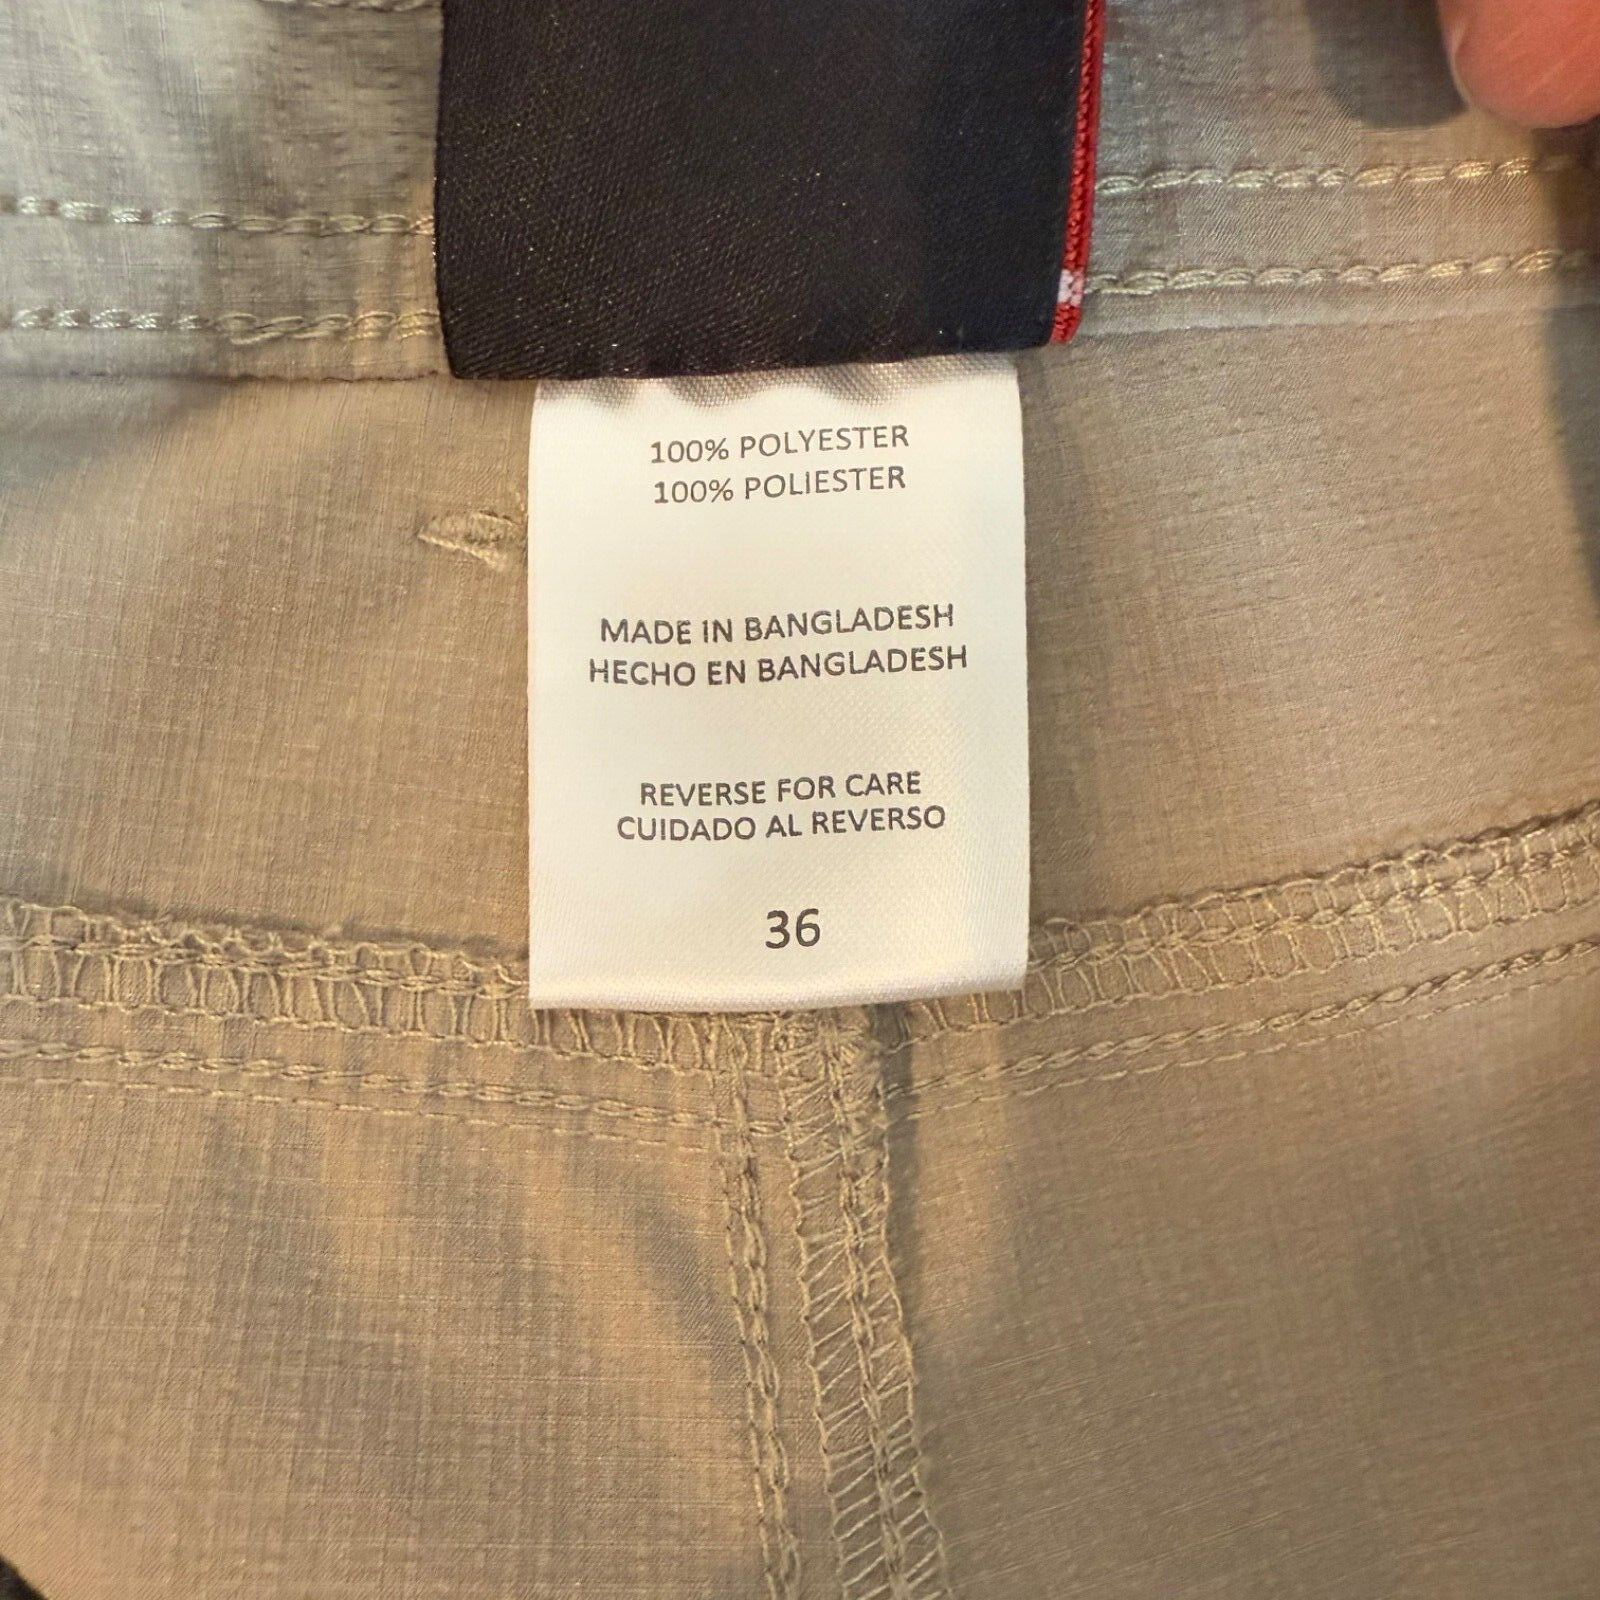 100% POLYESTER
100% POLIESTER
MADE IN BANGLADESH
HECHO EN BANGLADESH
REVERSE FOR CARE
CUIDADO AL REVERSO
36